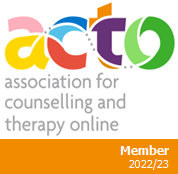 acto
association for
counselling and
therapy online
Member
2022/23